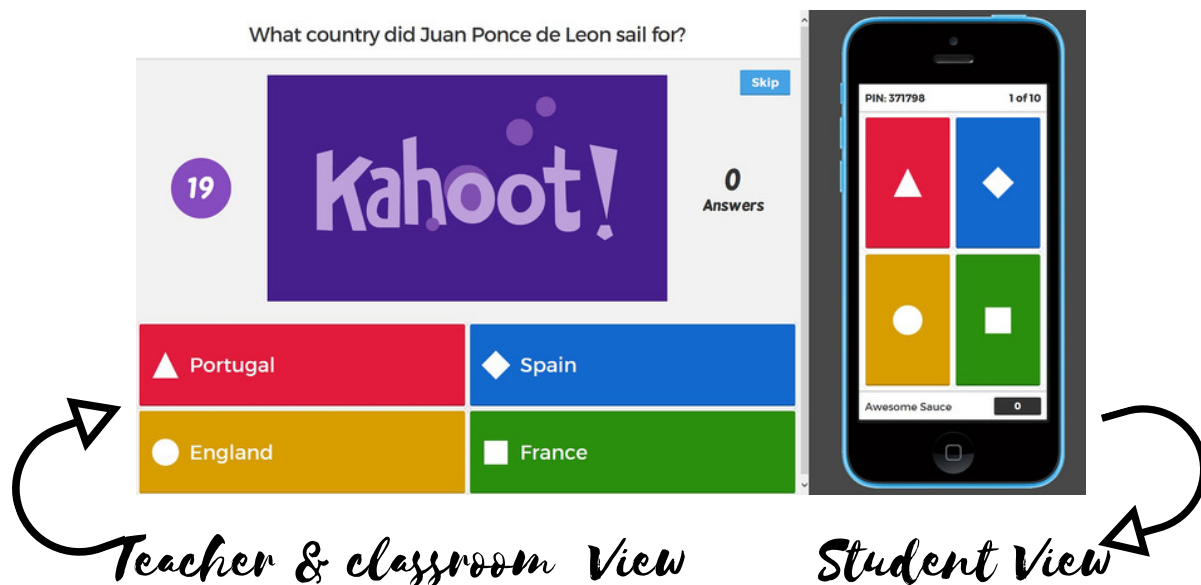 What country did Juan Ponce de Leon sail for?
Skip
19
Kahoot!
0
Answers
Portugal
Spain
England
France
PIN: 371798
1 of 10
Awesome Sauce
0
Teacher & classroom View
Student View